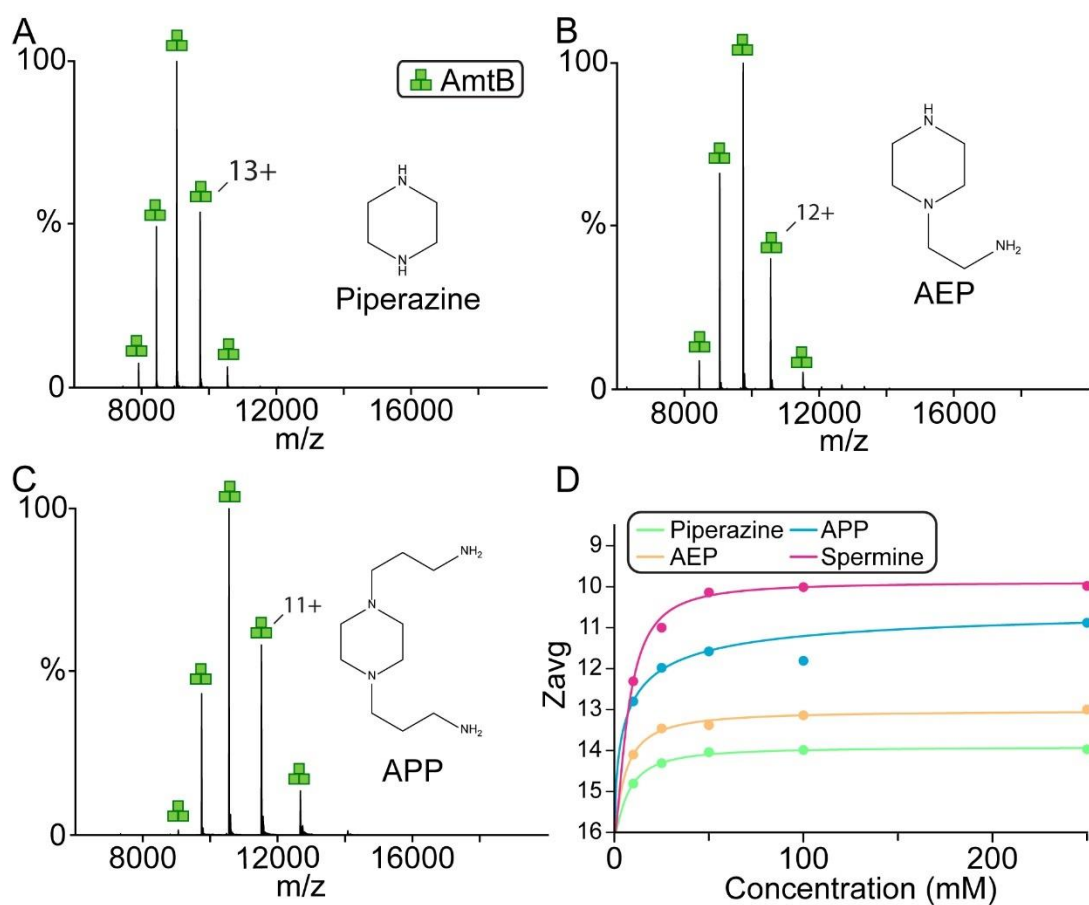 A
100
%
0
8000 12000 16000
m/z
AmtB
13+
H
N
N
H
Piperazine
B
100
%
0
8000 12000 16000
m/z
12+
H
N
N
NH2
AEP
C
100
%
0
8000 12000 16000
m/z
11+
NH2
N
N
NH2
APP
D
Piperazine APP
AEP Spermine
9
10
11
12
13
14
15
16
Zavg
0 100 200
Concentration (mM)